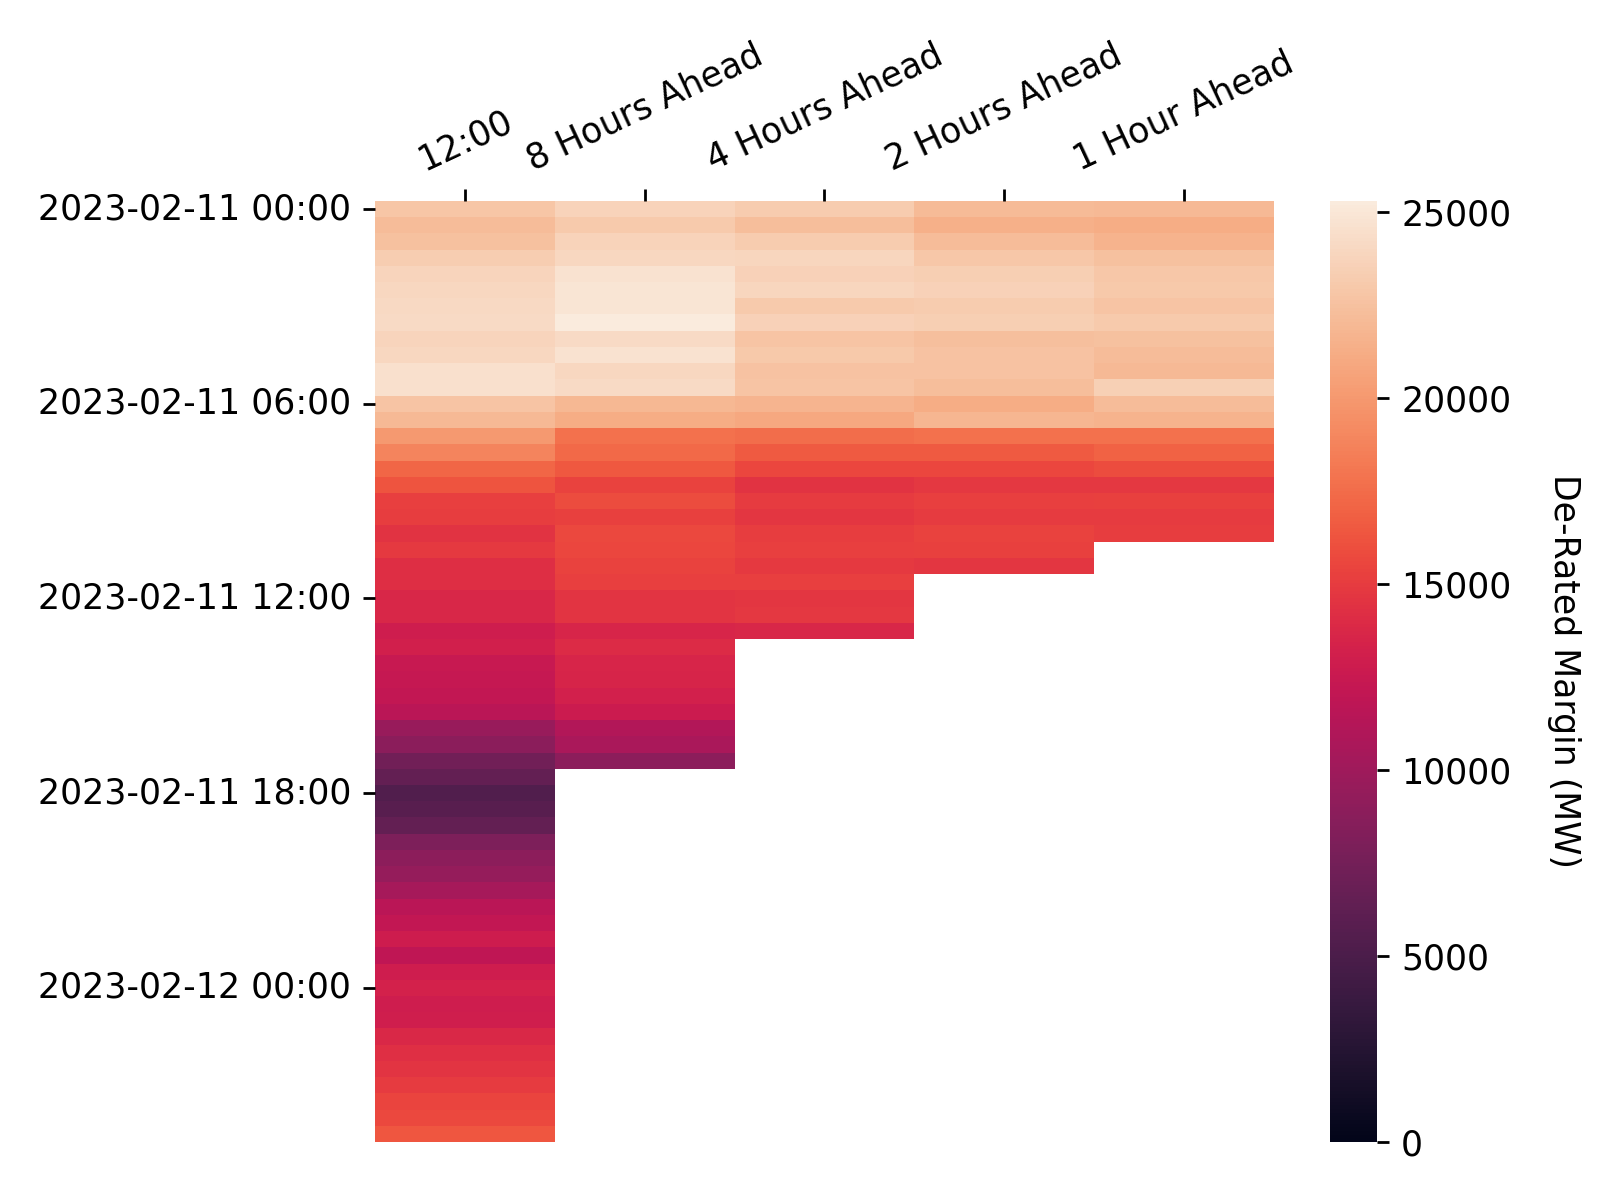 12:00
8 Hours Ahead
4 Hours Ahead
2 Hours Ahead
1 Hour Ahead
2023-02-11 00:00
2023-02-11 06:00
2023-02-11 12:00
2023-02-11 18:00
2023-02-12 00:00
25000
20000
15000
10000
5000
0
De-Rated Margin (MW)